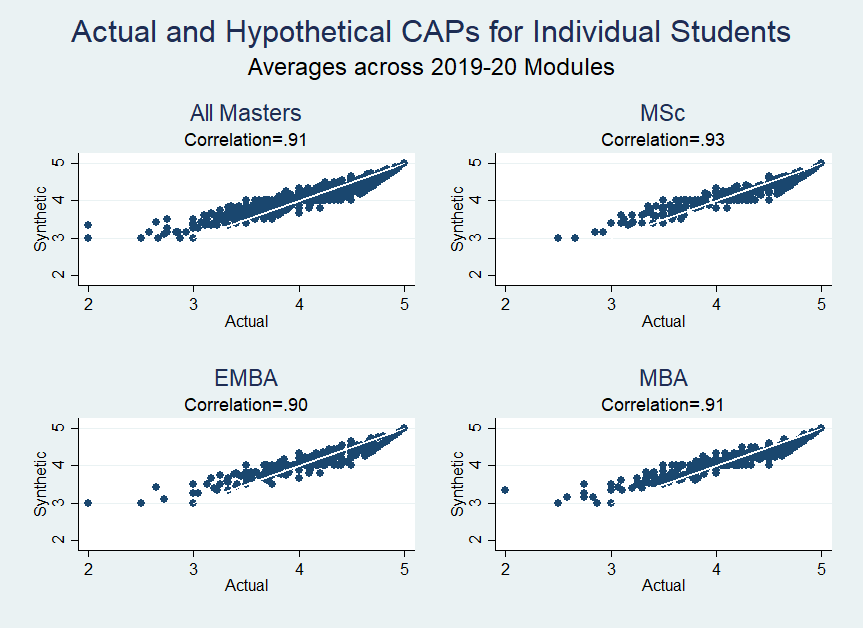 Actual and Hypothetical CAPs for Individual Students
Averages across 2019-20 Modules
All Masters
Correlation=.91
Synthetic
5
4
3
2
2 3 4 5
Actual
MSc
Correlation=.93
Synthetic
5
4
3
2
2 3 4 5
Actual
EMBA
Correlation=.90
Synthetic
5
4
3
2
2 3 4 5
Actual
MBA
Correlation=.91
Synthetic
5
4
3
2
2 3 4 5
Actual